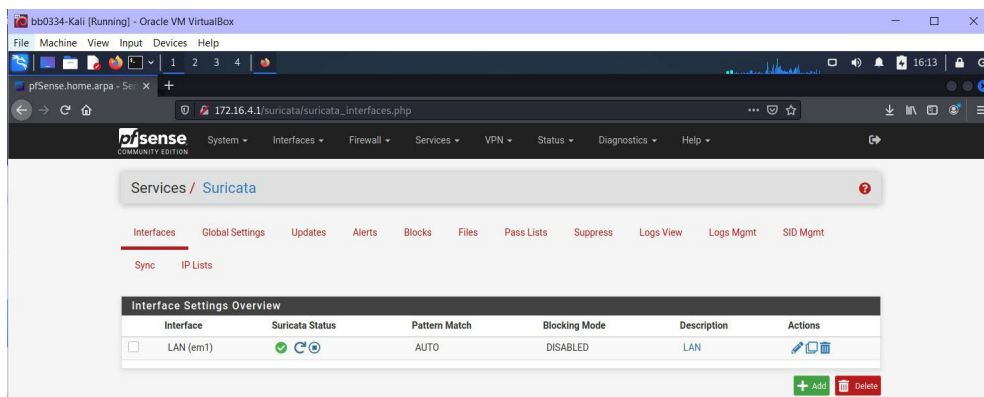 bb0334-Kali [Running] - Oracle VM VirtualBox
File Machine View Input Devices Help
1 2 3 4 16:13
pfSense.home.arpa - Ser
172.16.4.1/suricata/suricata_interfaces.php
pfsense System Interfaces Firewall Services VPN Status Diagnostics Help
COMMUNITY EDITION
Services / Suricata
Interfaces Global Settings Updates Alerts Blocks Files Pass Lists Suppress Logs View Logs Mgmt SID Mgmt
Sync IP Lists
Interface Settings Overview
Interface Suricata Status Pattern Match Blocking Mode Description Actions
LAN (em1) AUTO DISABLED LAN
Add Delete